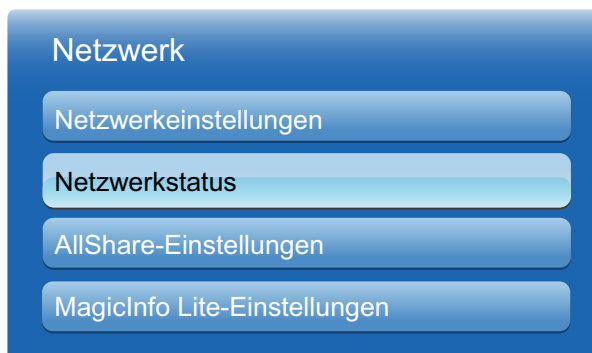 Netzwerk
Netzwerkeinstellungen
Netzwerkstatus
AllShare-Einstellungen
MagicInfo Lite-Einstellungen